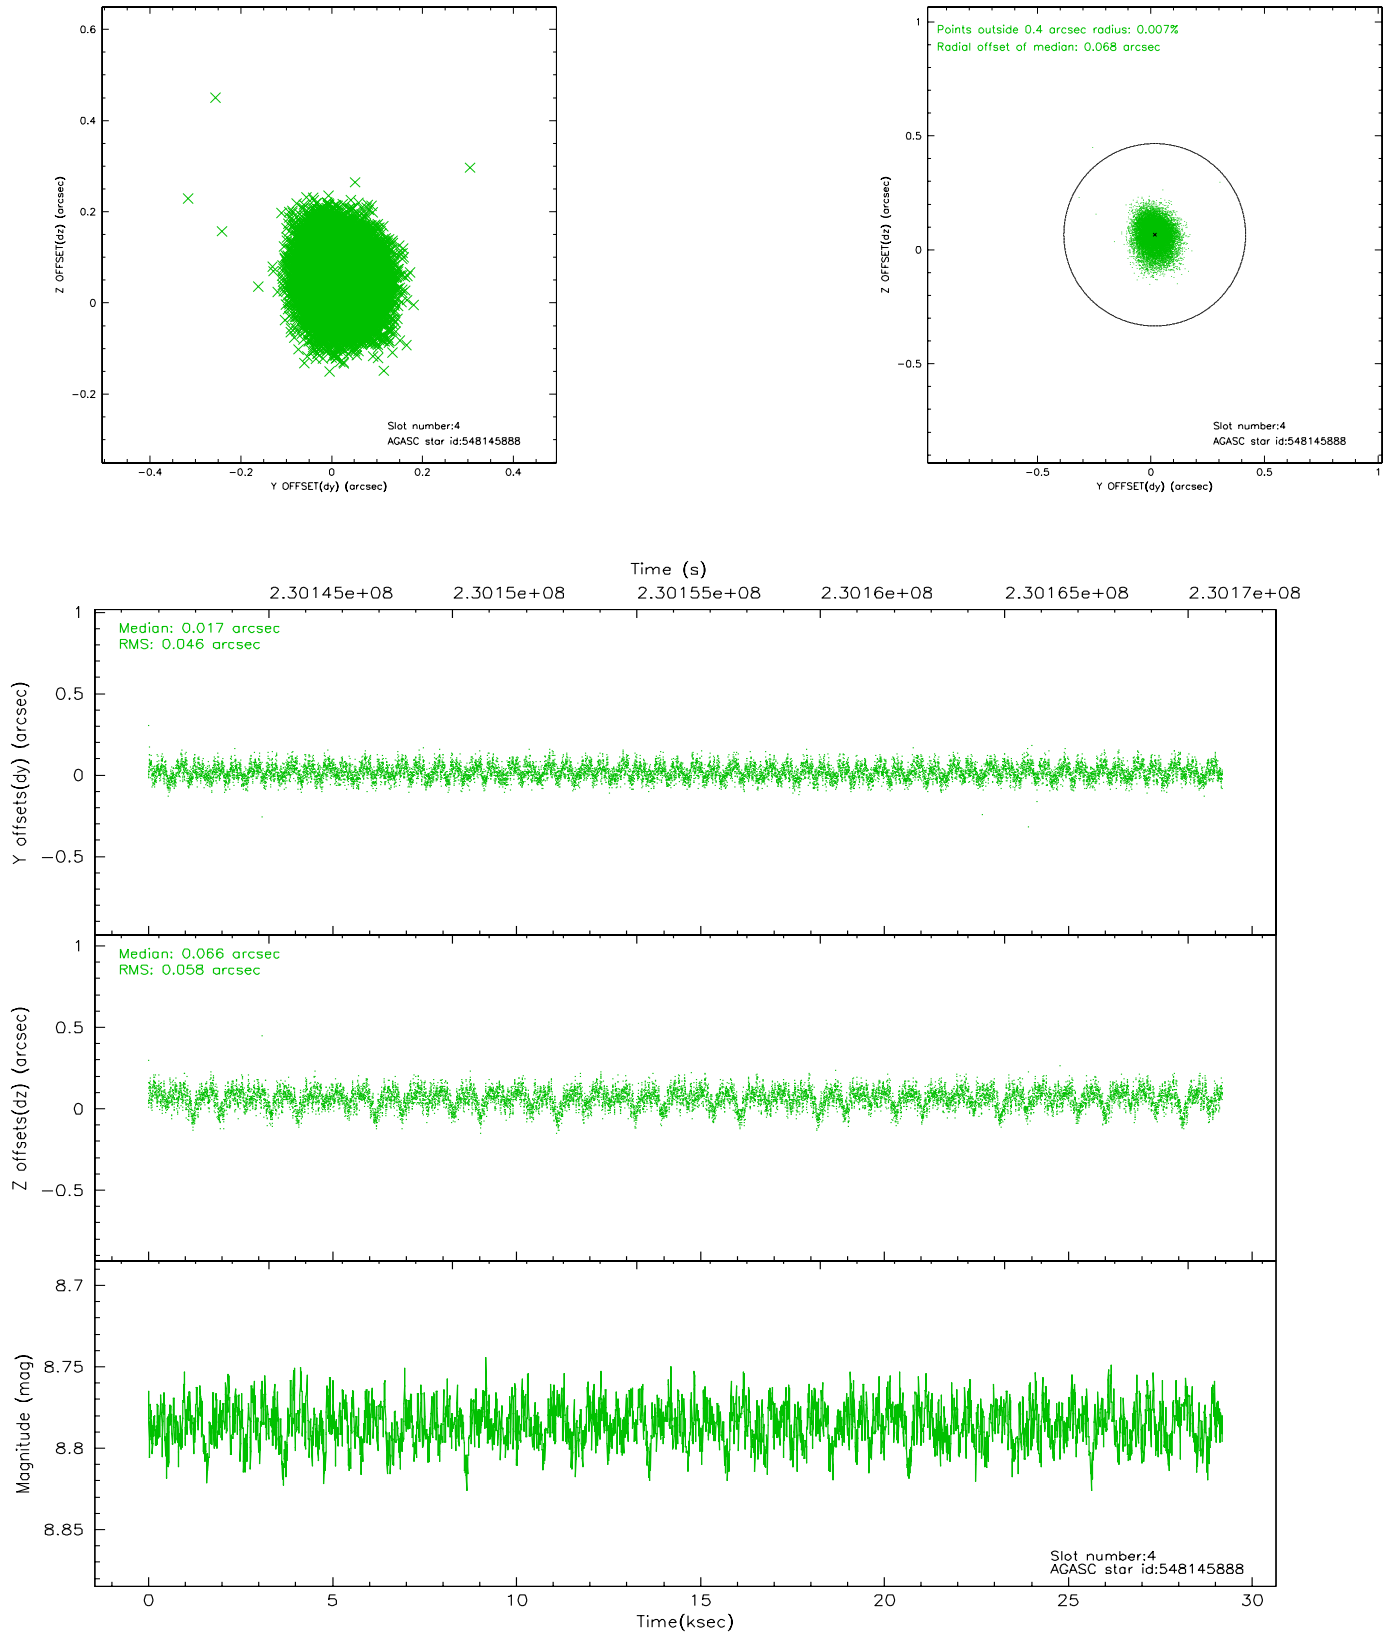 0.6
0.4
0.2
0
−0.2
Z OFFSET(dz) (arcsec)
Slot number:4
AGASC star id:548145888
−0.4 −0.2 0 0.2 0.4
Y OFFSET(dy) (arcsec)
Points outside 0.4 arcsec radius: 0.007%
Radial offset of median: 0.068 arcsec
1
0.5
0
−0.5
Z OFFSET(dz) (arcsec)
Slot number:4
AGASC star id:548145888
−0.5 0 0.5 1
Y OFFSET(dy) (arcsec)
Time (s)
2.30145e+08 2.3015e+08 2.30155e+08 2.3016e+08 2.30165e+08 2.3017e+08
Median: 0.017 arcsec
RMS: 0.046 arcsec
1
0.5
0
−0.5
Y offsets(dy) (arcsec)
Median: 0.066 arcsec
RMS: 0.058 arcsec
1
0.5
0
−0.5
Z offsets(dz) (arcsec)
8.7
8.75
8.8
8.85
Magnitude (mag)
Slot number:4
AGASC star id:548145888
0 5 10 15 20 25 30
Time(ksec)